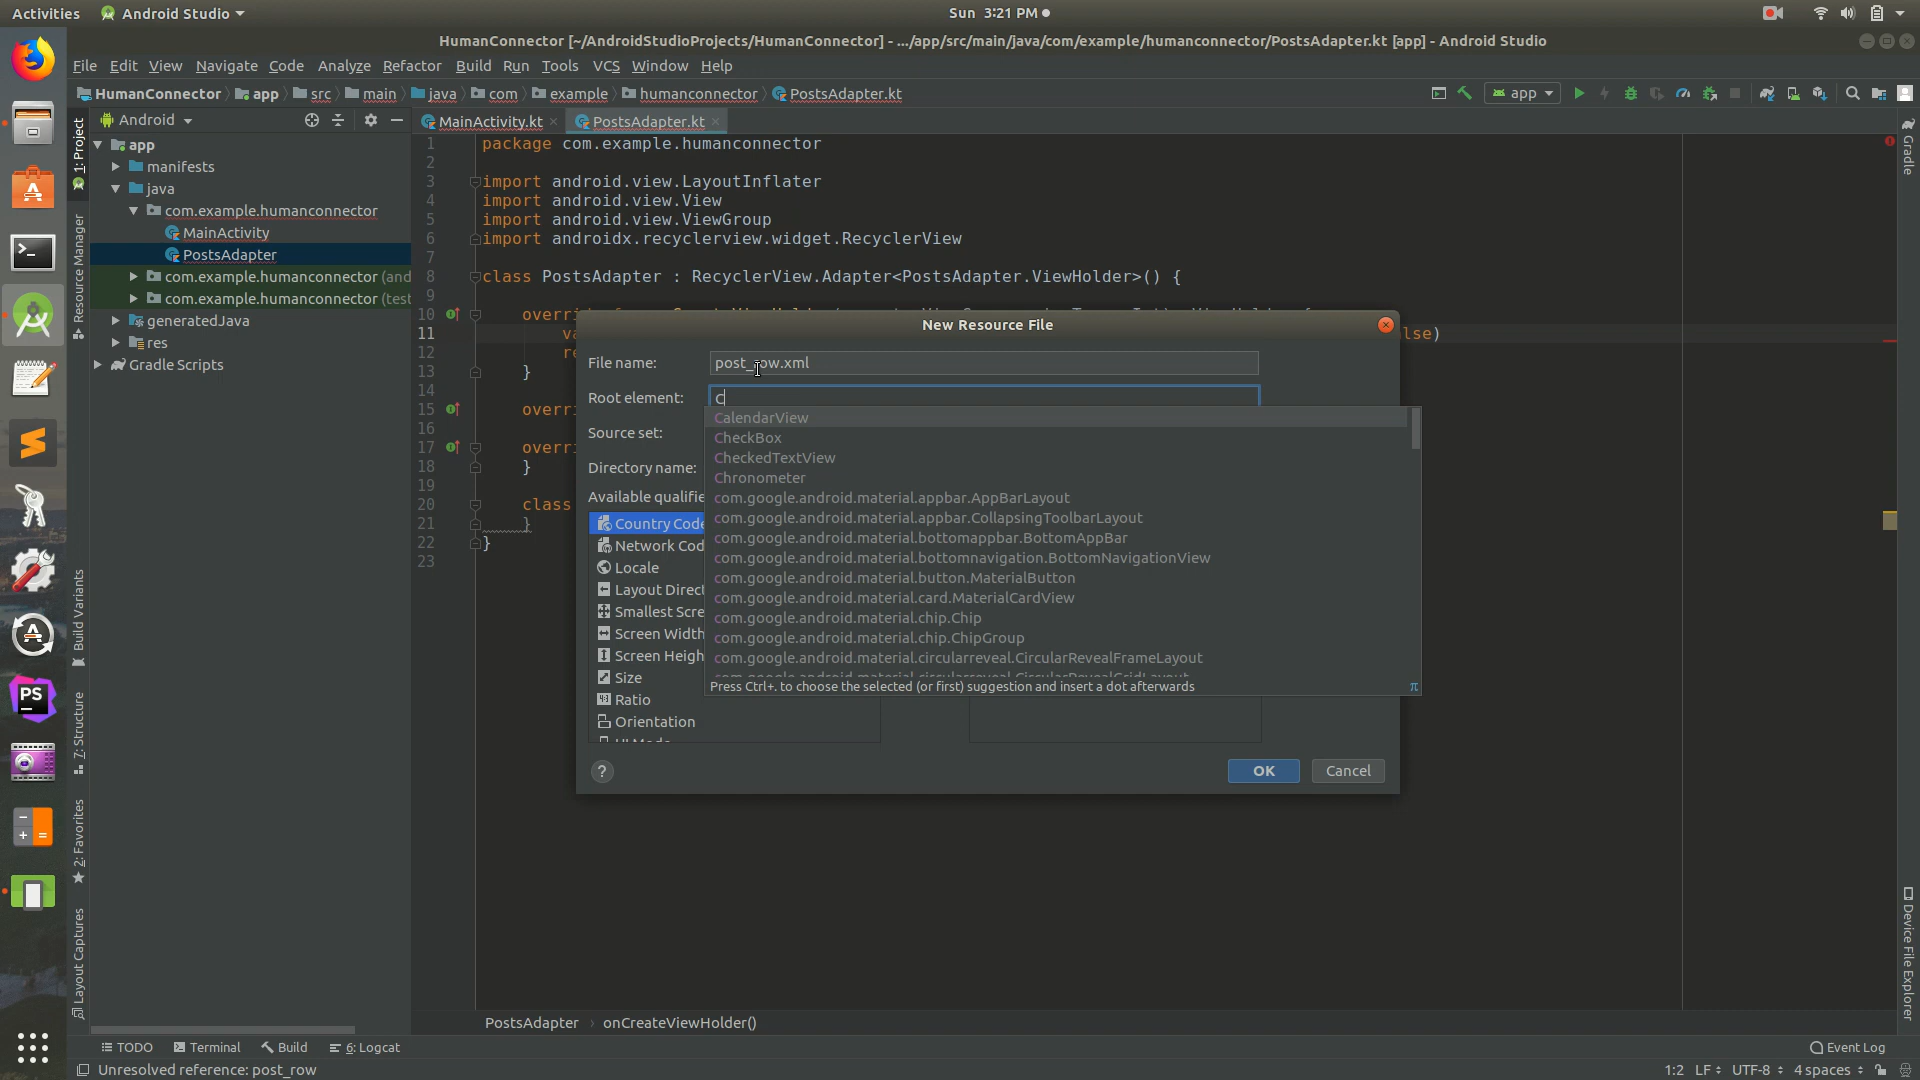 Activities Android Studio Sun 3:21 PM
HumanConnector [~/AndroidStudioProjects/HumanConnector] - .../app/src/main/java/com/example/humanconnector/PostsAdapter.kt [app] - Android Studio
File Edit View Navigate Code Analyze Refactor Build Run Tools VCS Window Help
HumanConnector app src main java com example humanconnector PostsAdapter.kt app
Android MainActivity.kt PostsAdapter.kt
1: Project
Resource Manager
Build Variants
7: Structure
2: Favorites
Layout Captures
app
manifests
java
com.example.humanconnector
MainActivity
PostsAdapter
com.example.humanconnector (and
com.example.humanconnector (test
generatedJava
res
Gradle Scripts
1 package com.example.humanconnector
2
3 import android.view.LayoutInflater
4 import android.view.View
5 import android.view.ViewGroup
6 import androidx.recyclerview.widget.RecyclerView
7
8 class PostsAdapter : RecyclerView.Adapter<PostsAdapter.ViewHolder>() {
9
10 overri
11 va lse)
12 re
13 }
14
15 overri
16
17 overri
18 }
19
20 class
21 }
22 }
23
New Resource File
File name: post_row.xml
Root element: C
Source set:
Directory name:
Available qualifie
Country Code
Network Cod
Locale
Layout Direct
Smallest Scre
Screen Width
Screen Heigh
Size
Ratio
Orientation
CalendarView
CheckBox
CheckedTextView
Chronometer
com.google.android.material.appbar.AppBarLayout
com.google.android.material.appbar.CollapsingToolbarLayout
com.google.android.material.bottomappbar.BottomAppBar
com.google.android.material.bottomnavigation.BottomNavigationView
com.google.android.material.button.MaterialButton
com.google.android.material.card.MaterialCardView
com.google.android.material.chip.Chip
com.google.android.material.chip.ChipGroup
com.google.android.material.circularreveal.CircularRevealFrameLayout
Press Ctrl+. to choose the selected (or first) suggestion and insert a dot afterwards π
? OK Cancel
Gradle
Device File Explorer
PS
PostsAdapter onCreateViewHolder()
TODO Terminal Build 6: Logcat Event Log
Unresolved reference: post_row 1:2 LF UTF-8 4 spaces